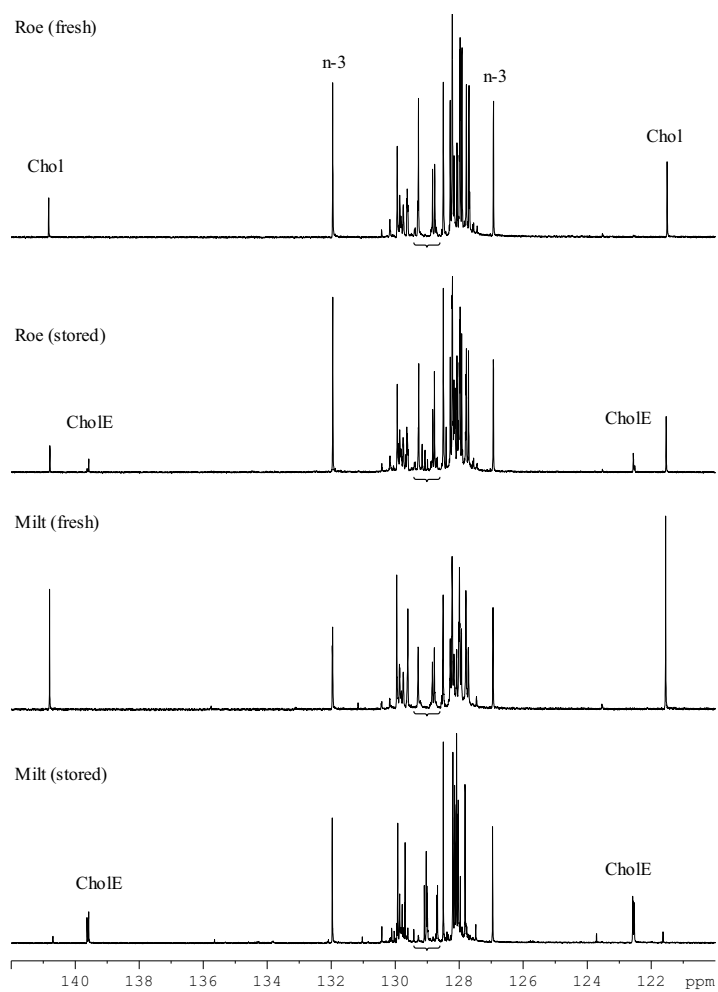 Roe (fresh)
n-3
n-3
Chol
Chol
Roe (stored)
CholE
CholE
Milt (fresh)
Milt (stored)
CholE
CholE
140 138 136 134 132 130 128 126 124 122 ppm